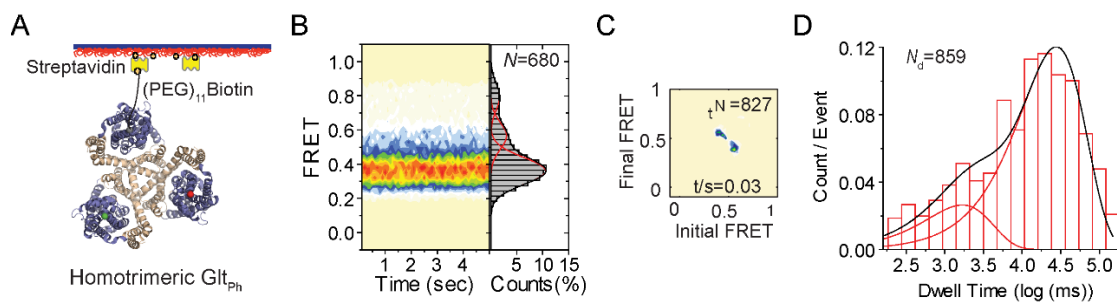 A
Streptavidin
(PEG)11Biotin
Homotrimeric GltPh
B
FRET
1.0
0.8
0.6
0.4
0.2
0.0
1 2 3 4
Time (sec)
N=680
5 10 15
Counts(%)
C
Final FRET
1
0.5
0
tN=827
t/s=0.03
0 0.5 1
Initial FRET
D
Count / Event
0.12
0.08
0.04
0.00
Nd=859
2.5 3.0 3.5 4.0 4.5 5.0
Dwell Time (log (ms))